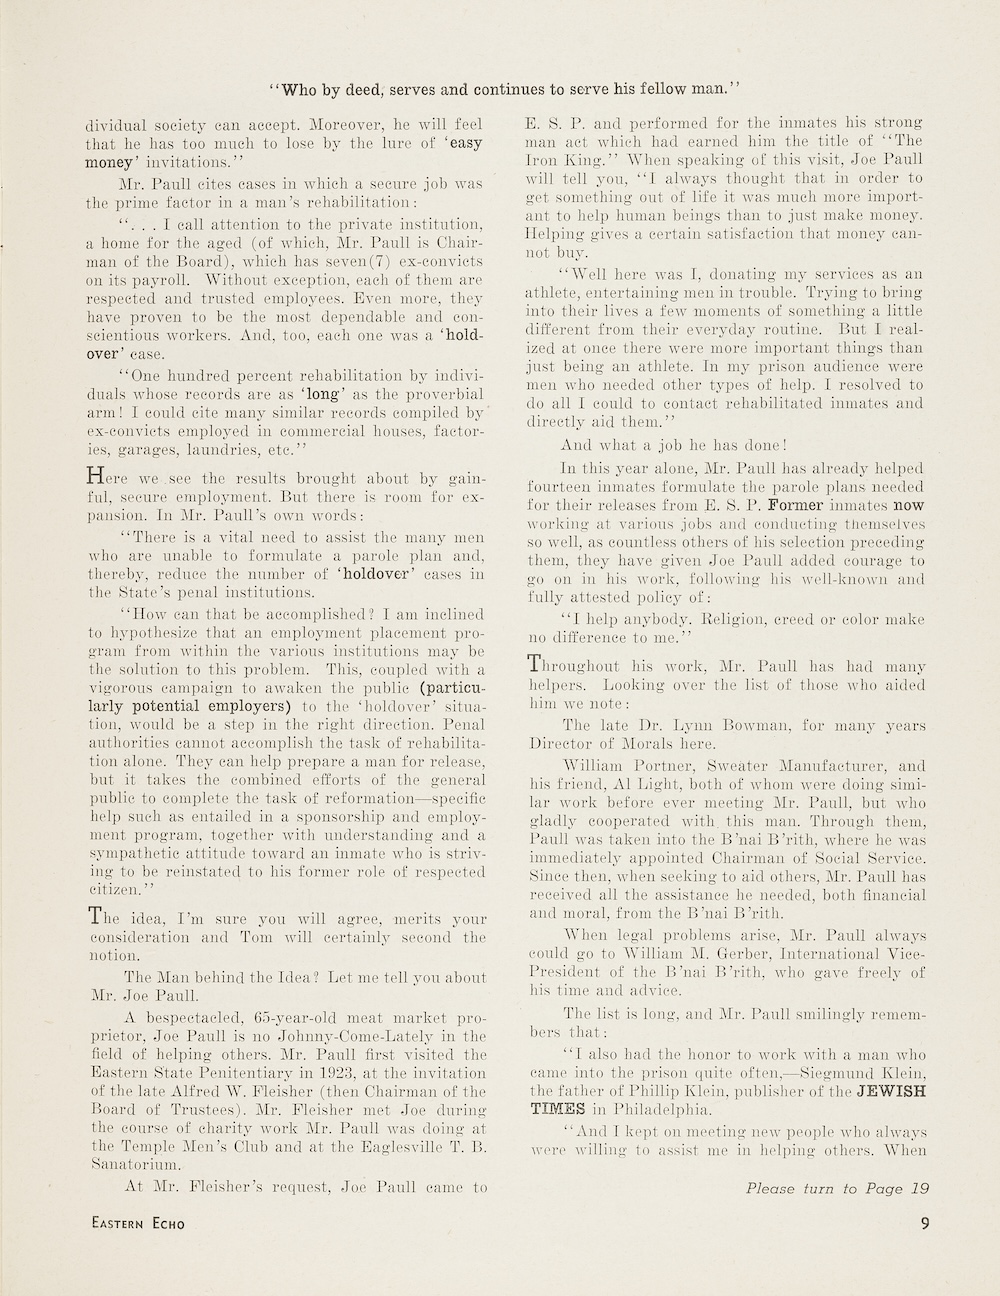 “Who by deed, serves and continues to serve his fellow man.”
dividual society can accept. Moreover, he will feel
that he has too much to lose by the lure of ‘easy
money’ invitations.”
Mr. Paull cites cases in which a secure job was
the prime factor in a man’s rehabilitation:
“. . . I call attention to the private institution,
a home for the aged (of which, Mr. Paull is Chair-
man of the Board), which has seven(7) ex-convicts
on its payroll. Without exception, each of them are
respected and trusted employees. Even more, they
have proven to be the most dependable and con-
scientious workers. And, too, each one was a ‘hold-
over’ case.
“One hundred percent rehabilitation by indivi-
duals whose records are as ‘long’ as the proverbial
arm! I could cite many similar records compiled by
ex-convicts employed in commercial houses, factor-
ies, garages, laundries, etc.”
Here we see the results brought about by gain-
ful, secure employment. But there is room for ex-
pansion. In Mr. Paull’s own words:
“There is a vital need to assist the many men
who are unable to formulate a parole plan and,
thereby, reduce the number of ‘holdover’ cases in
the State’s penal institutions.
“How can that be accomplished? I am inclined
to hypothesize that an employment placement pro-
gram from within the various institutions may be
the solution to this problem. This, coupled with a
vigorous campaign to awaken the public (particu-
larly potential employers) to the ‘holdover’ situa-
tion, would be a step in the right direction. Penal
authorities cannot accomplish the task of rehabilita-
tion alone. They can help prepare a man for release,
but it takes the combined efforts of the general
public to complete the task of reformation—specific
help such as entailed in a sponsorship and employ-
ment program, together with understanding and a
sympathetic attitude toward an inmate who is striv-
ing to be reinstated to his former role of respected
citizen.”
The idea, I’m sure you will agree, merits your
consideration and Tom will certainly second the
notion.
The Man behind the Idea? Let me tell you about
Mr. Joe Paull.
A bespectacled, 65-year-old meat market pro-
prietor, Joe Paull is no Johnny-Come-Lately in the
field of helping others. Mr. Paull first visited the
Eastern State Penitentiary in 1923, at the invitation
of the late Alfred W. Fleisher (then Chairman of the
Board of Trustees). Mr. Fleisher met Joe during
the course of charity work Mr. Paull was doing at
the Temple Men’s Club and at the Eaglesville T. B.
Sanatorium.
At Mr. Fleisher’s request, Joe Paull came to
E. S. P. and performed for the inmates his strong
man act which had earned him the title of “The
Iron King.” When speaking of this visit, Joe Paull
will tell you, “I always thought that in order to
get something out of life it was much more import-
ant to help human beings than to just make money.
Helping gives a certain satisfaction that money can-
not buy.
“Well here was I, donating my services as an
athlete, entertaining men in trouble. Trying to bring
into their lives a few moments of something a little
different from their everyday routine. But I real-
ized at once there were more important things than
just being an athlete. In my prison audience were
men who needed other types of help. I resolved to
do all I could to contact rehabilitated inmates and
directly aid them.”
And what a job he has done!
In this year alone, Mr. Paull has already helped
fourteen inmates formulate the parole plans needed
for their releases from E. S. P. Former inmates now
working at various jobs and conducting themselves
so well, as countless others of his selection preceding
them, they have given Joe Paull added courage to
go on in his work, following his well-known and
fully attested policy of:
“I help anybody. Religion, creed or color make
no difference to me.”
Throughout his work, Mr. Paull has had many
helpers. Looking over the list of those who aided
him we note:
The late Dr. Lynn Bowman, for many years
Director of Morals here.
William Portner, Sweater Manufacturer, and
his friend, Al Light, both of whom were doing simi-
lar work before ever meeting Mr. Paull, but who
gladly cooperated with this man. Through them,
Paull was taken into the B’nai B’rith, where he was
immediately appointed Chairman of Social Service.
Since then, when seeking to aid others, Mr. Paull has
received all the assistance he needed, both financial
and moral, from the B’nai B’rith.
When legal problems arise, Mr. Paull always
could go to William M. Gerber, International Vice-
President of the B’nai B’rith, who gave freely of
his time and advice.
The list is long, and Mr. Paull smilingly remem-
bers that:
“I also had the honor to work with a man who
came into the prison quite often,—Siegmund Klein,
the father of Phillip Klein, publisher of the JEWISH
TIMES in Philadelphia.
“And I kept on meeting new people who always
were willing to assist me in helping others. When
Please turn to Page 19
EASTERN ECHO
9